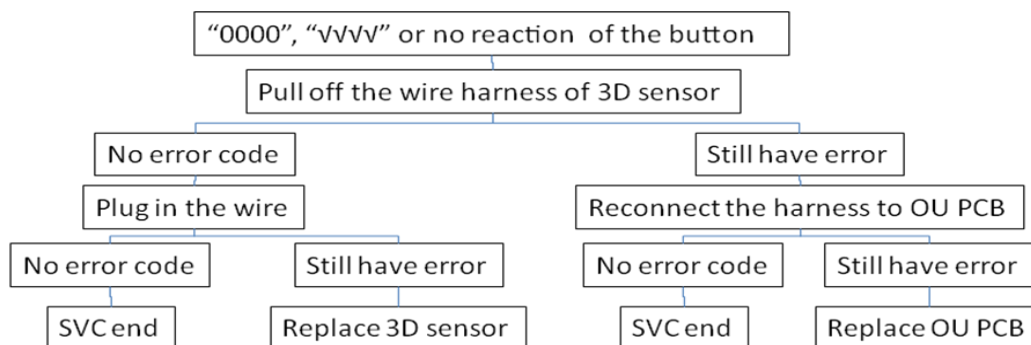 “0000”, “√√√√” or no reaction of the button
Pull off the wire harness of 3D sensor
No error code
Still have error
Plug in the wire
Reconnect the harness to OU PCB
No error code
Still have error
No error code
Still have error
SVC end
Replace 3D sensor
SVC end
Replace OU PCB